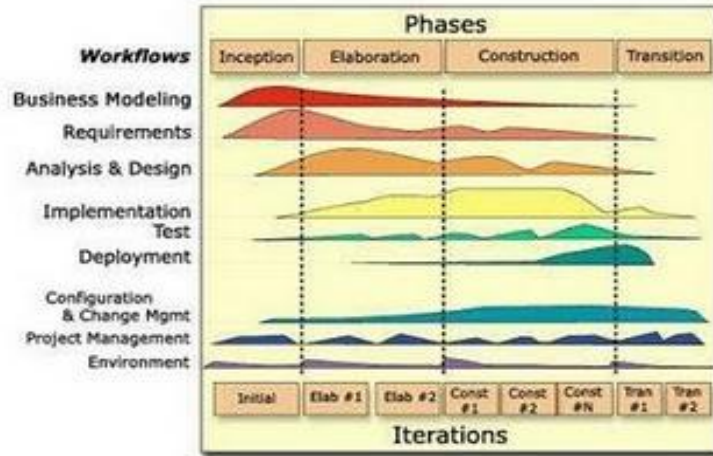 Phases
Workflows Inception Elaboration Construction Transition
Business Modeling
Requirements
Analysis & Design
Implementation
Test
Deployment
Configuration
& Change Mgmt
Project Management
Environment
Initial Elab #1 Elab #2 Const #1 Const #2 Const #N Tran #1 Tran #2
Iterations